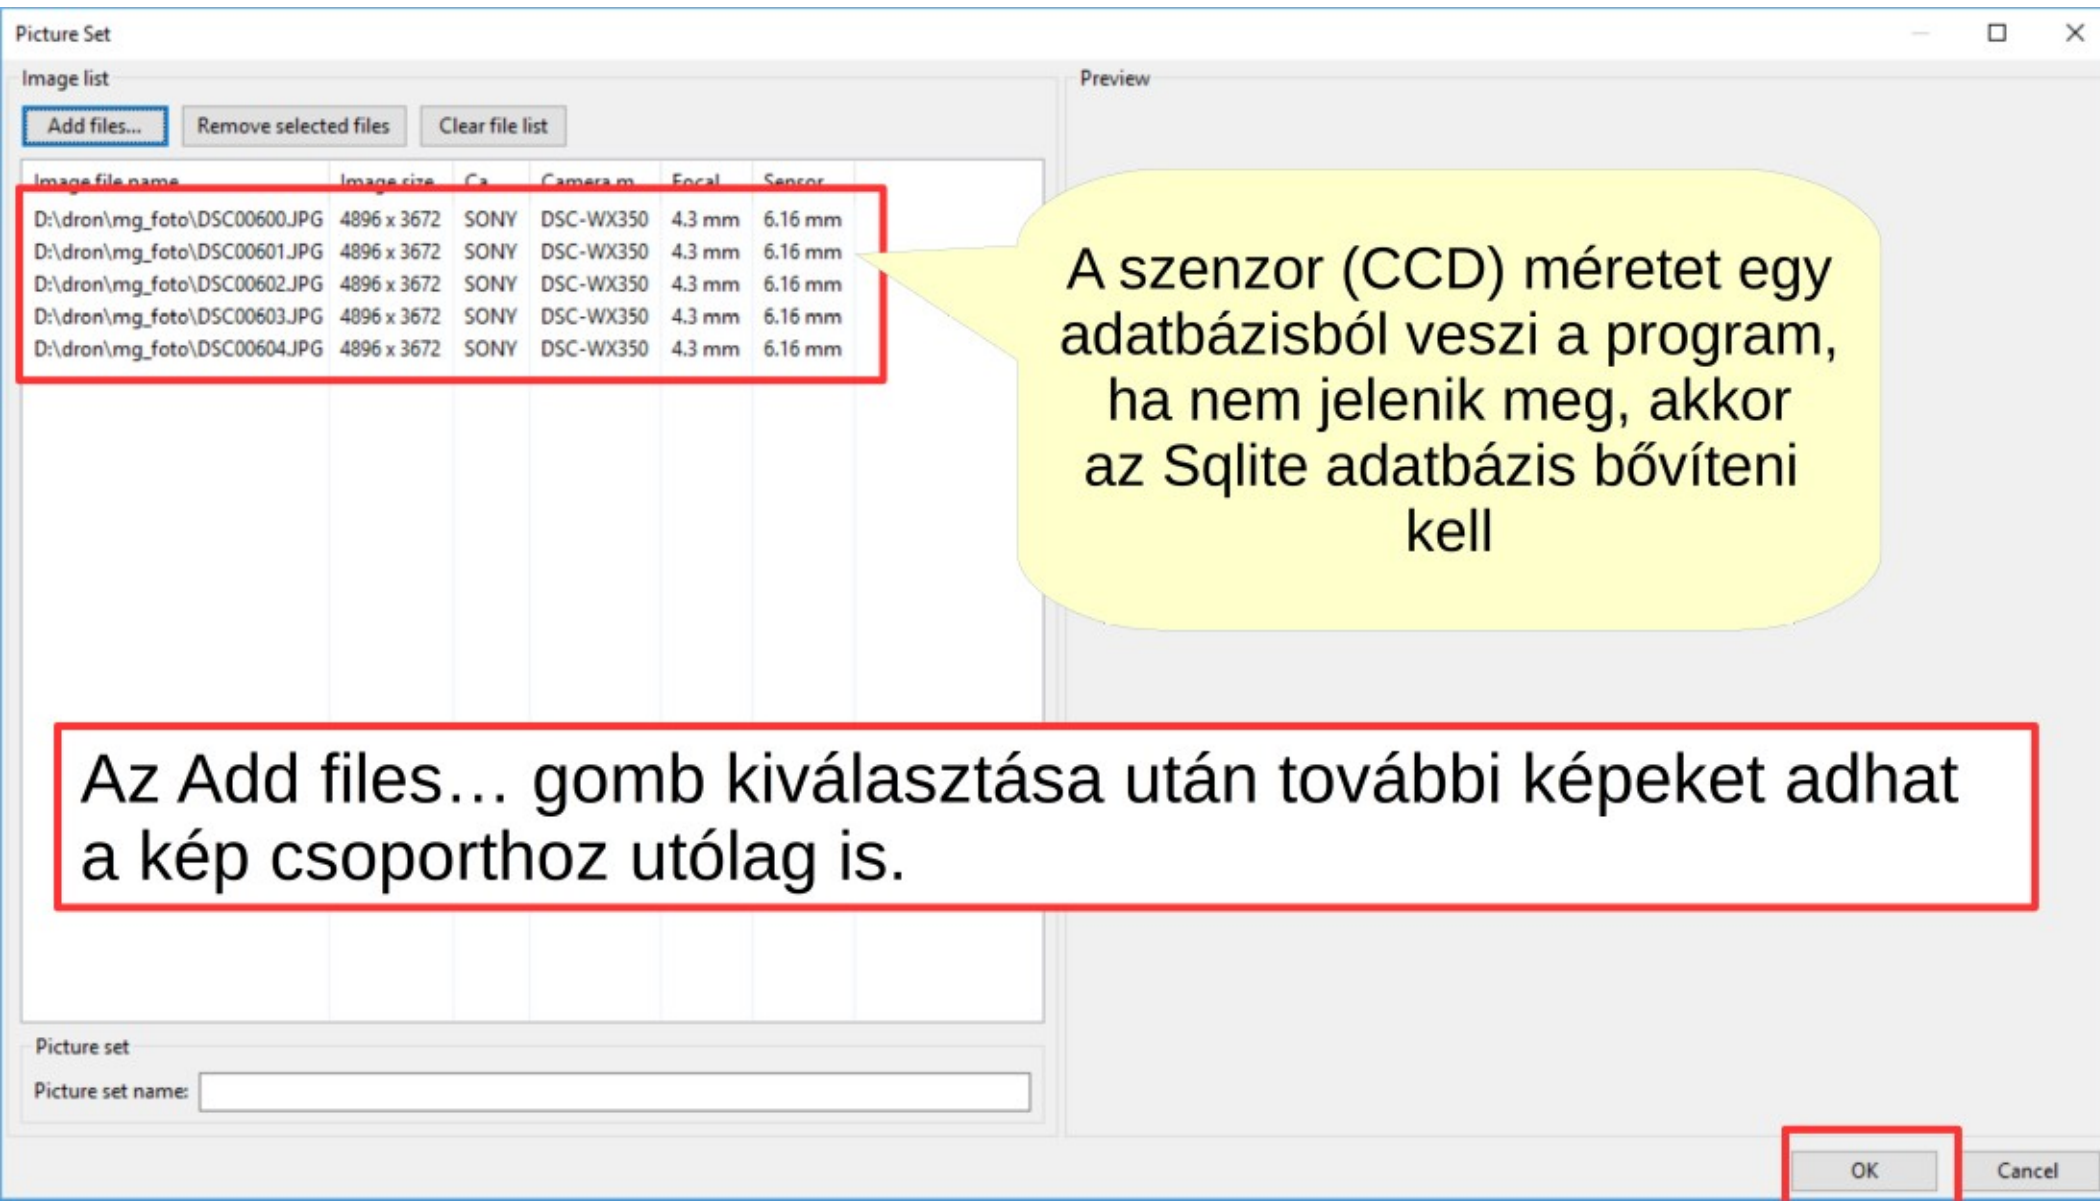 Picture Set
Image list
Preview
Add files... Remove selected files Clear file list
Image file name Image size Ca... Camera m... Focal ... Sensor ...
D:\dron\mg_foto\DSC00600.JPG 4896 x 3672 SONY DSC-WX350 4.3 mm 6.16 mm
D:\dron\mg_foto\DSC00601.JPG 4896 x 3672 SONY DSC-WX350 4.3 mm 6.16 mm
D:\dron\mg_foto\DSC00602.JPG 4896 x 3672 SONY DSC-WX350 4.3 mm 6.16 mm
D:\dron\mg_foto\DSC00603.JPG 4896 x 3672 SONY DSC-WX350 4.3 mm 6.16 mm
D:\dron\mg_foto\DSC00604.JPG 4896 x 3672 SONY DSC-WX350 4.3 mm 6.16 mm
A szenzor (CCD) méretet egy
adatbázisból veszi a program,
ha nem jelenik meg, akkor
az Sqlite adatbázis bővíteni
kell
Az Add files… gomb kiválasztása után további képeket adhat
a kép csoporthoz utólag is.
Picture set
Picture set name:
OK Cancel